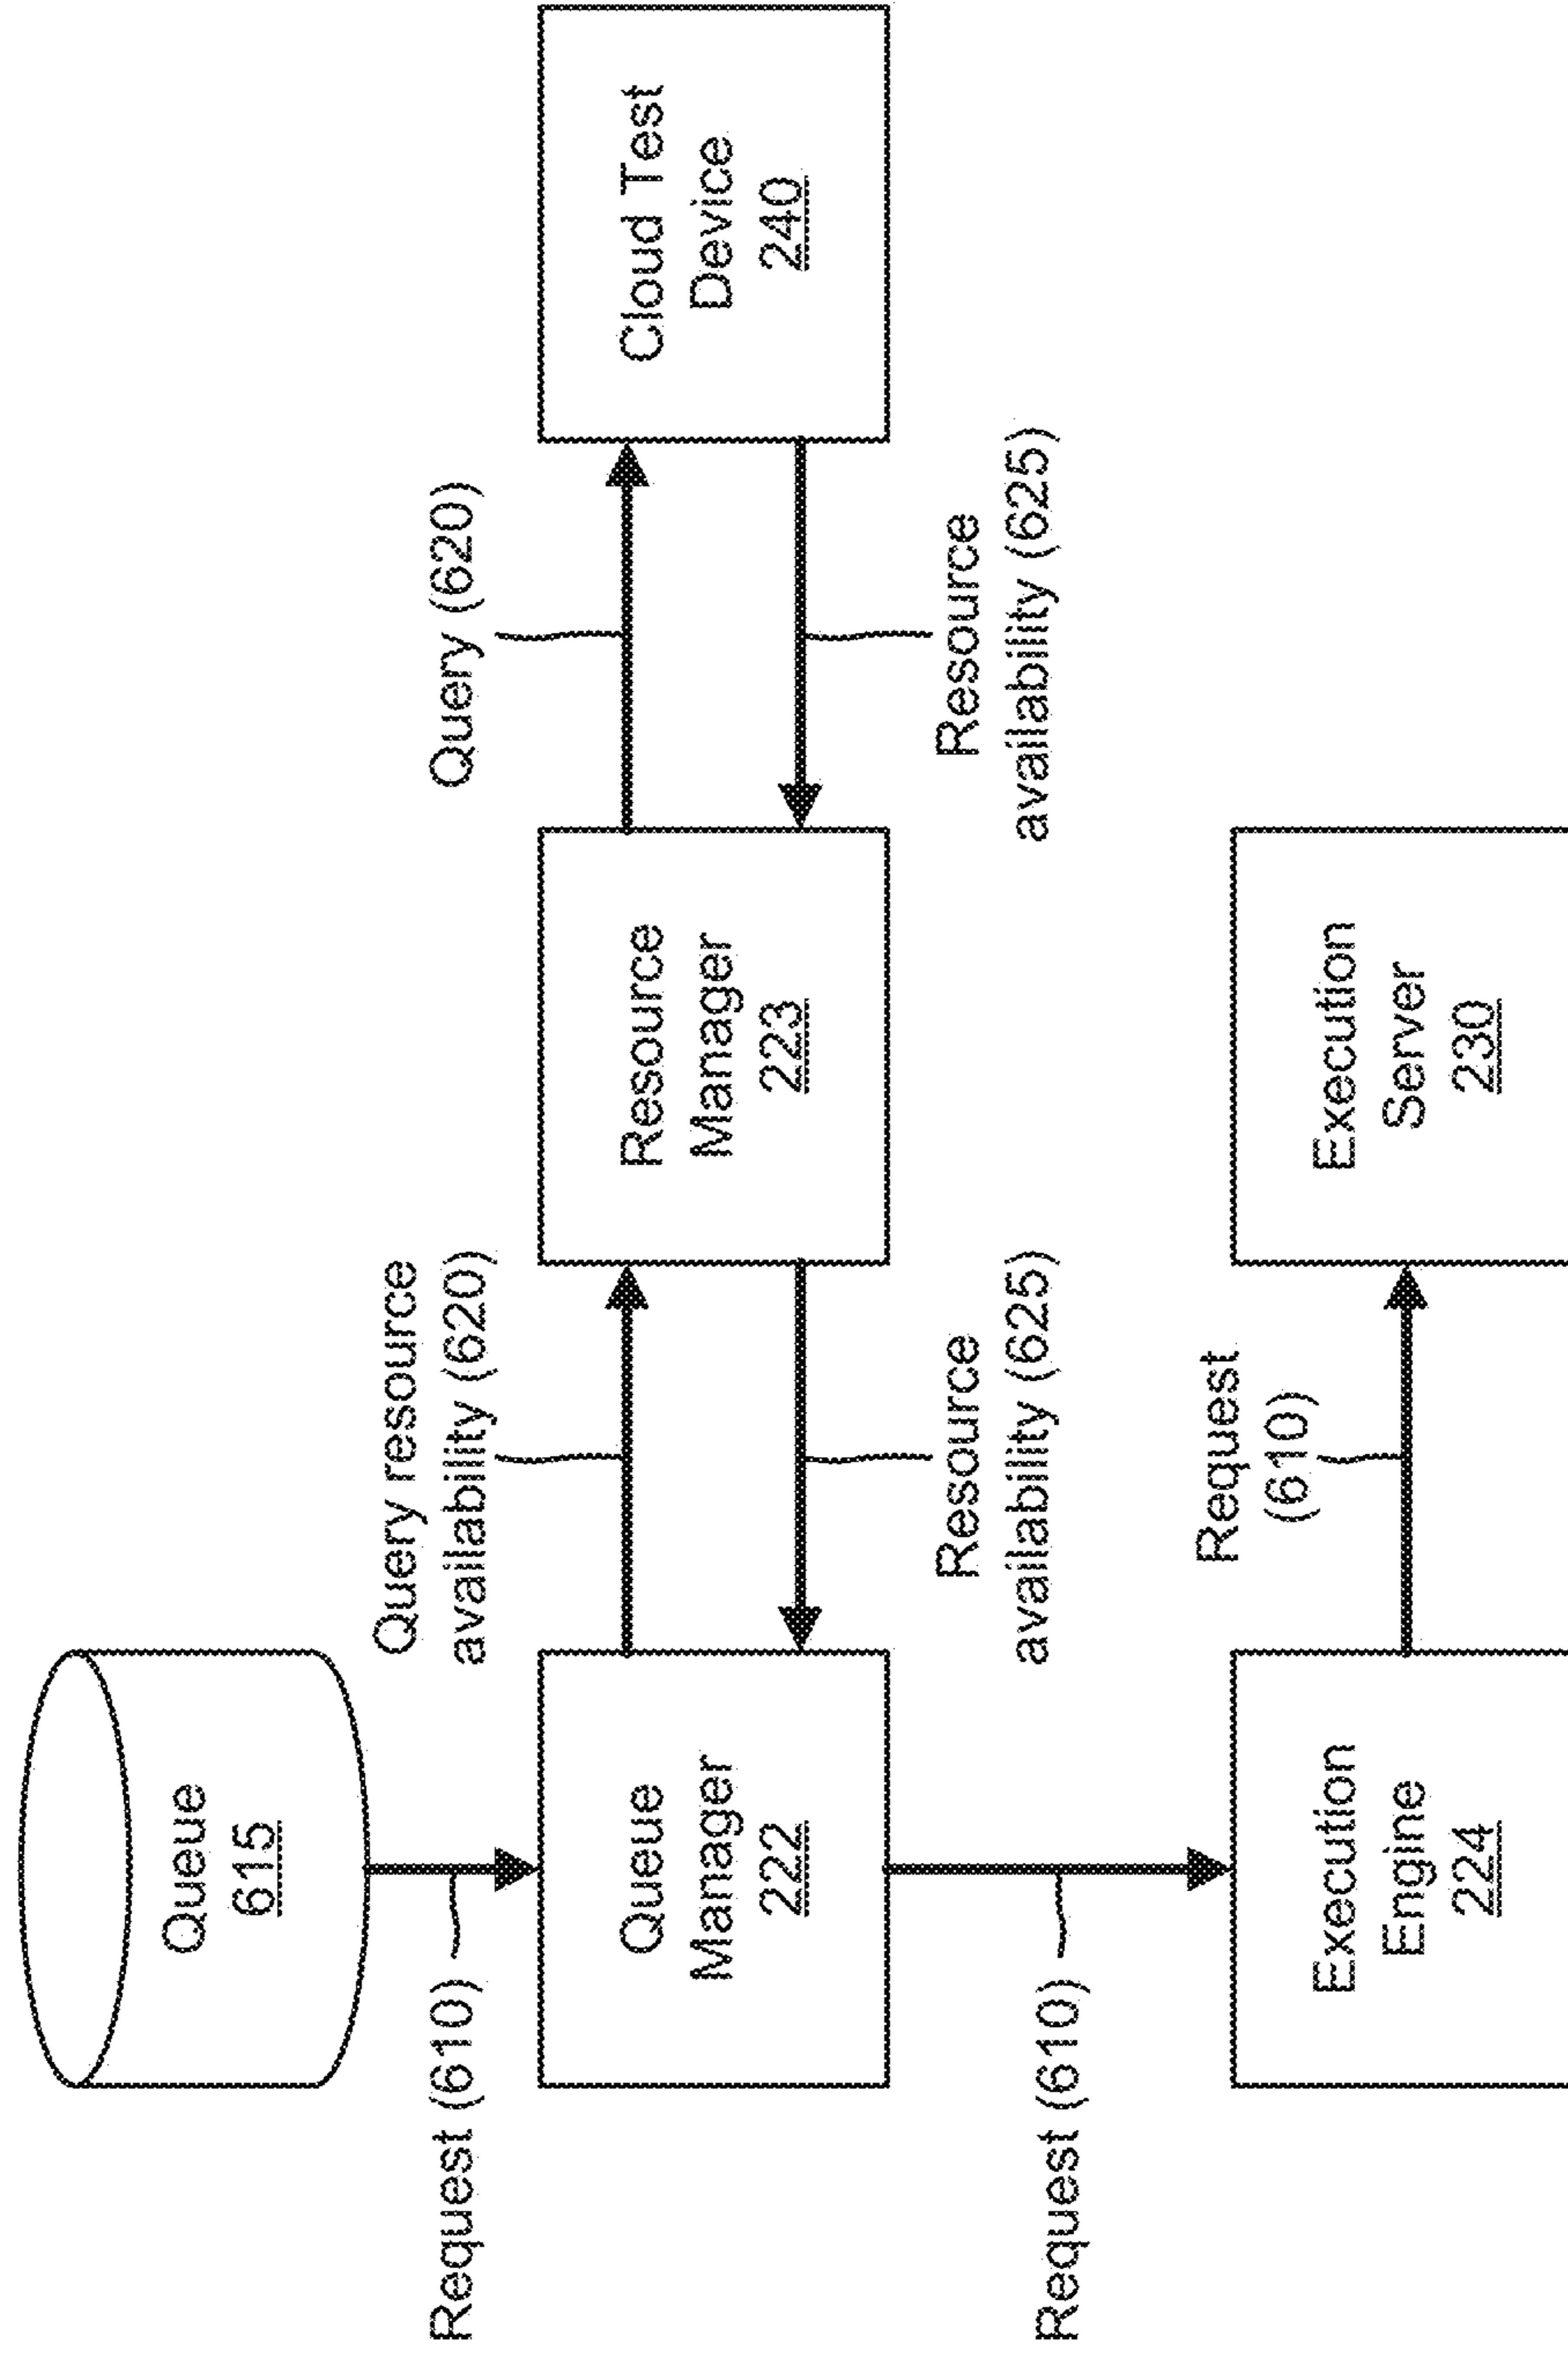 Queue
615
Request (610)
Query resource
availability (620)
Query (620)
Queue
Manager
222
Resource
Manager
223
Cloud Test
Device
240
Resource
availability (625)
Resource
availability (625)
Request (610)
Request
(610)
Execution
Engine
224
Execution
Server
230